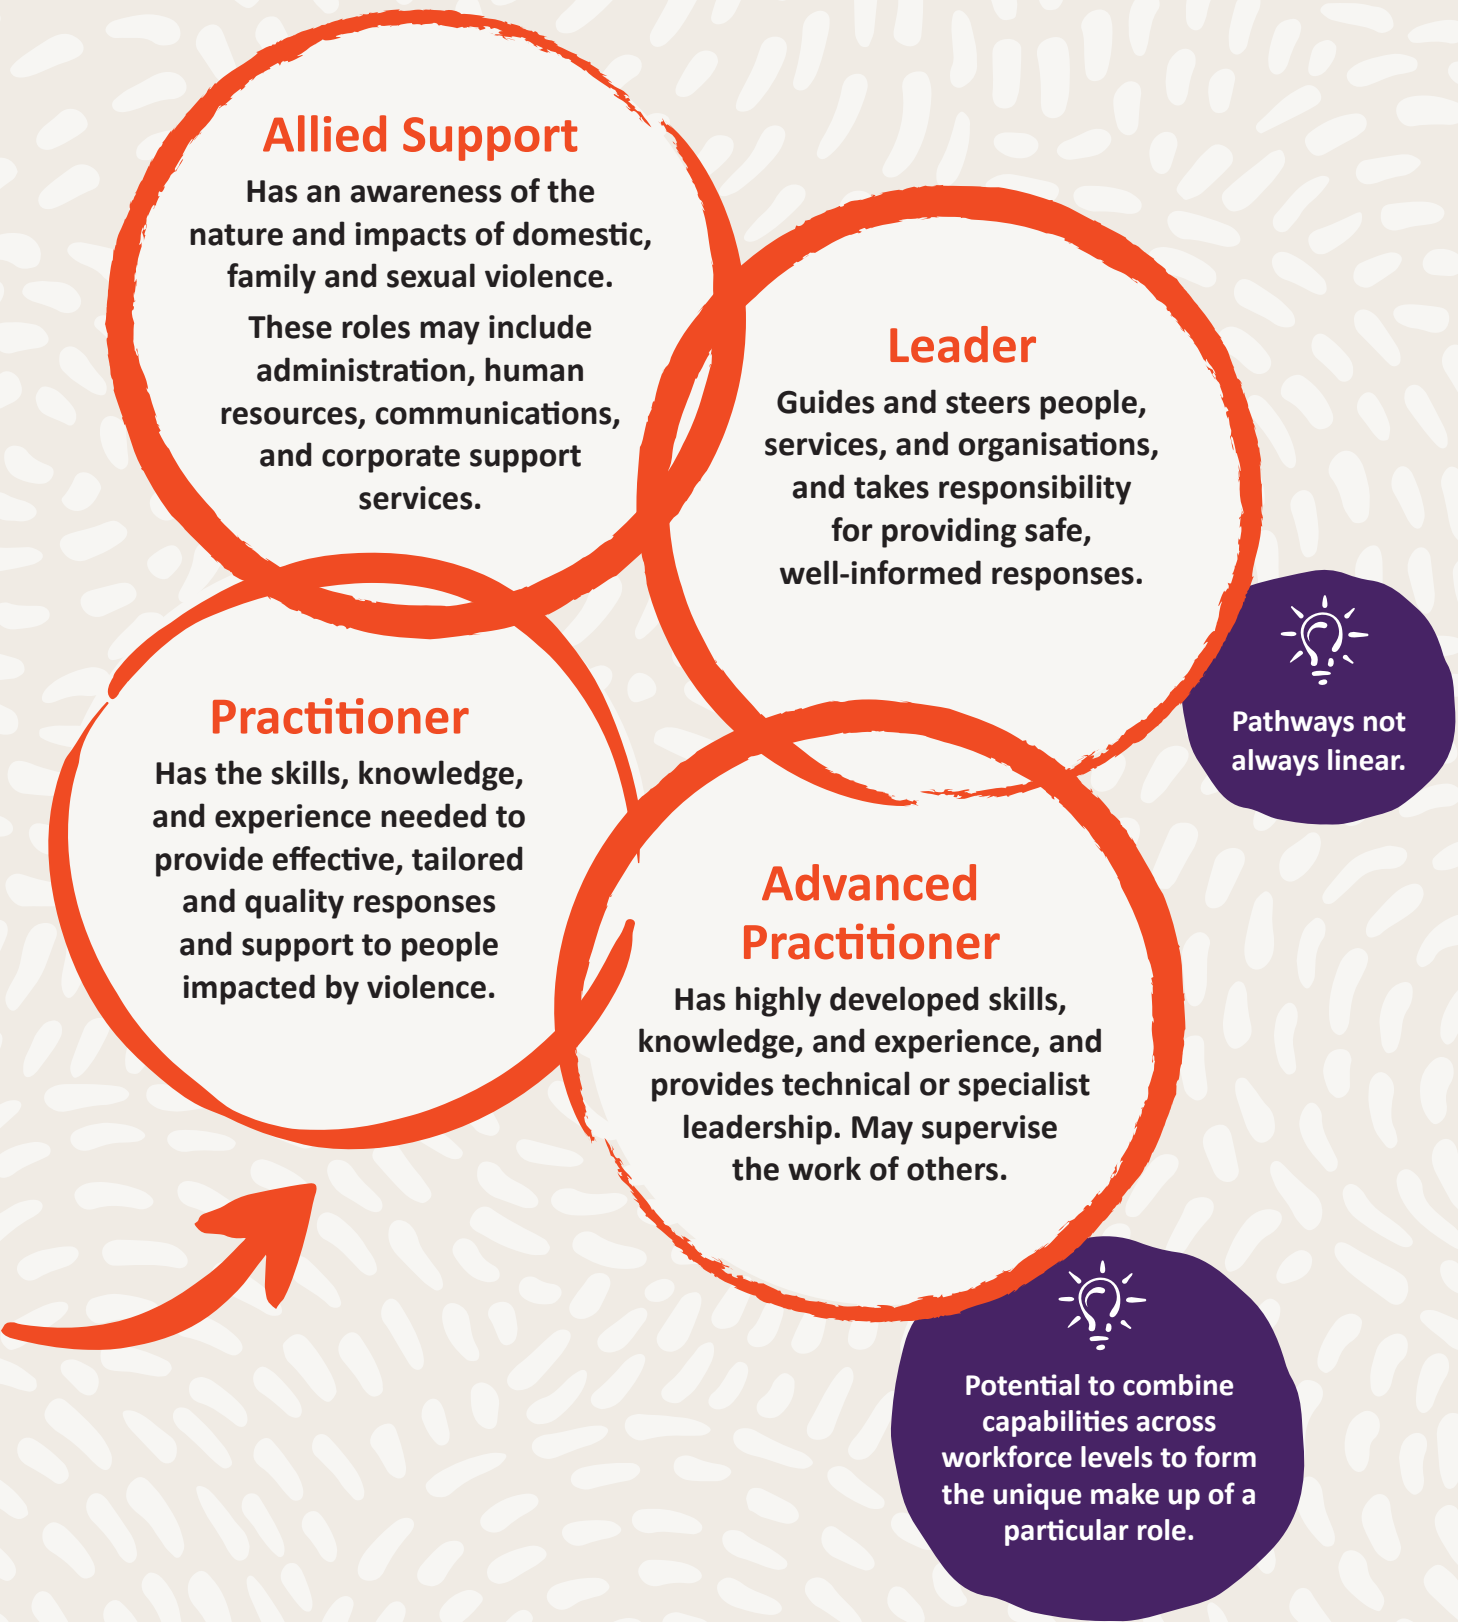 Allied Support
Has an awareness of the
nature and impacts of domestic,
family and sexual violence.
These roles may include
administration, human
resources, communications,
and corporate support
services.
Leader
Guides and steers people,
services, and organisations,
and takes responsibility
for providing safe,
well-informed responses.
Pathways not
always linear.
Practitioner
Has the skills, knowledge,
and experience needed to
provide effective, tailored
and quality responses
and support to people
impacted by violence.
Advanced
Practitioner
Has highly developed skills,
knowledge, and experience, and
provides technical or specialist
leadership. May supervise
the work of others.
Potential to combine
capabilities across
workforce levels to form
the unique make up of a
particular role.